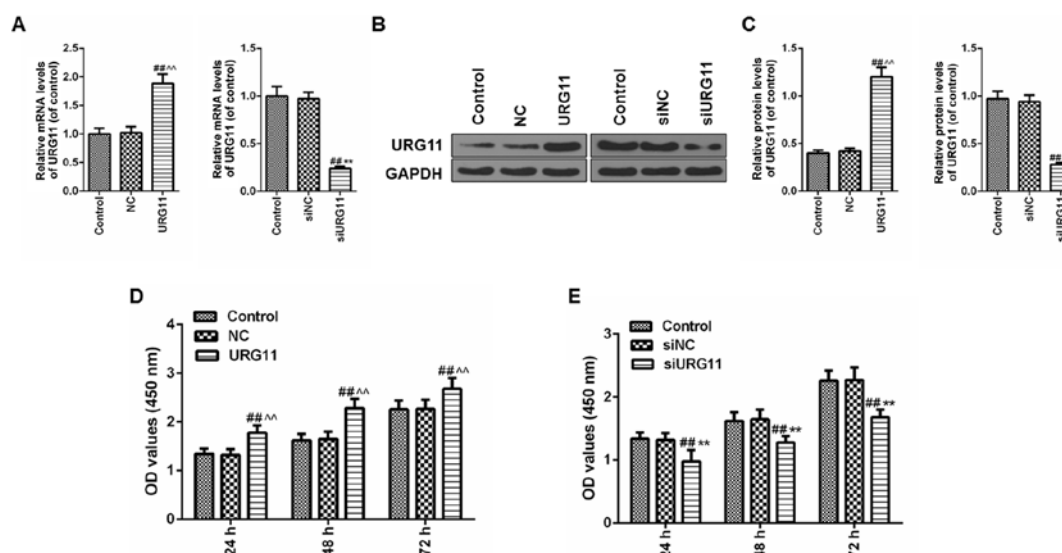 A
Relative mRNA levels
of URG11 (of control)
2.5
2.0
1.5
1.0
0.5
0.0
##^^
Control
NC
URG11
Relative mRNA levels
of URG11 (of control)
1.5
1.0
0.5
0.0
##**
Control
siNC
siURG11
B
Control
NC
URG11
Control
siNC
siURG11
URG11
GAPDH
C
Relative protein levels
of URG11 (of control)
1.5
1.0
0.5
0.0
##^^
Control
NC
URG11
Relative protein levels
of URG11 (of control)
1.5
1.0
0.5
0.0
##
Control
siNC
siURG11
D
Control
NC
URG11
OD values (450 nm)
4
3
2
1
0
##^^
##^^
##^^
24 h
48 h
72 h
E
Control
siNC
siURG11
OD values (450 nm)
3
2
1
0
##**
##**
##**
24 h
48 h
72 h